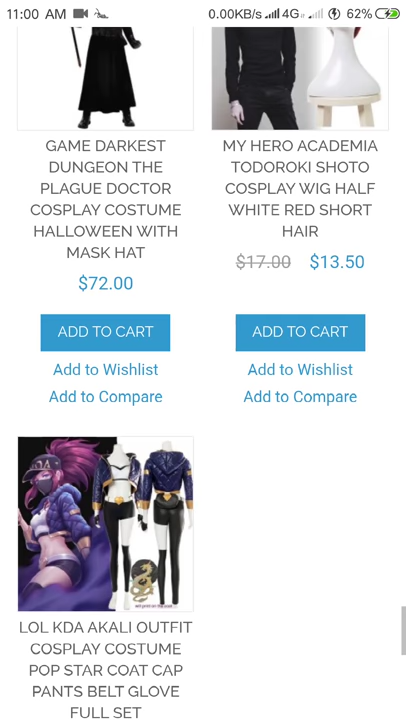 11:00 AM
0.00KB/s 4G 62%
GAME DARKEST
DUNGEON THE
PLAGUE DOCTOR
COSPLAY COSTUME
HALLOWEEN WITH
MASK HAT
$72.00
ADD TO CART
Add to Wishlist
Add to Compare
MY HERO ACADEMIA
TODOROKI SHOTO
COSPLAY WIG HALF
WHITE RED SHORT
HAIR
$17.00 $13.50
ADD TO CART
Add to Wishlist
Add to Compare
LOL KDA AKALI OUTFIT
COSPLAY COSTUME
POP STAR COAT CAP
PANTS BELT GLOVE
FULL SET